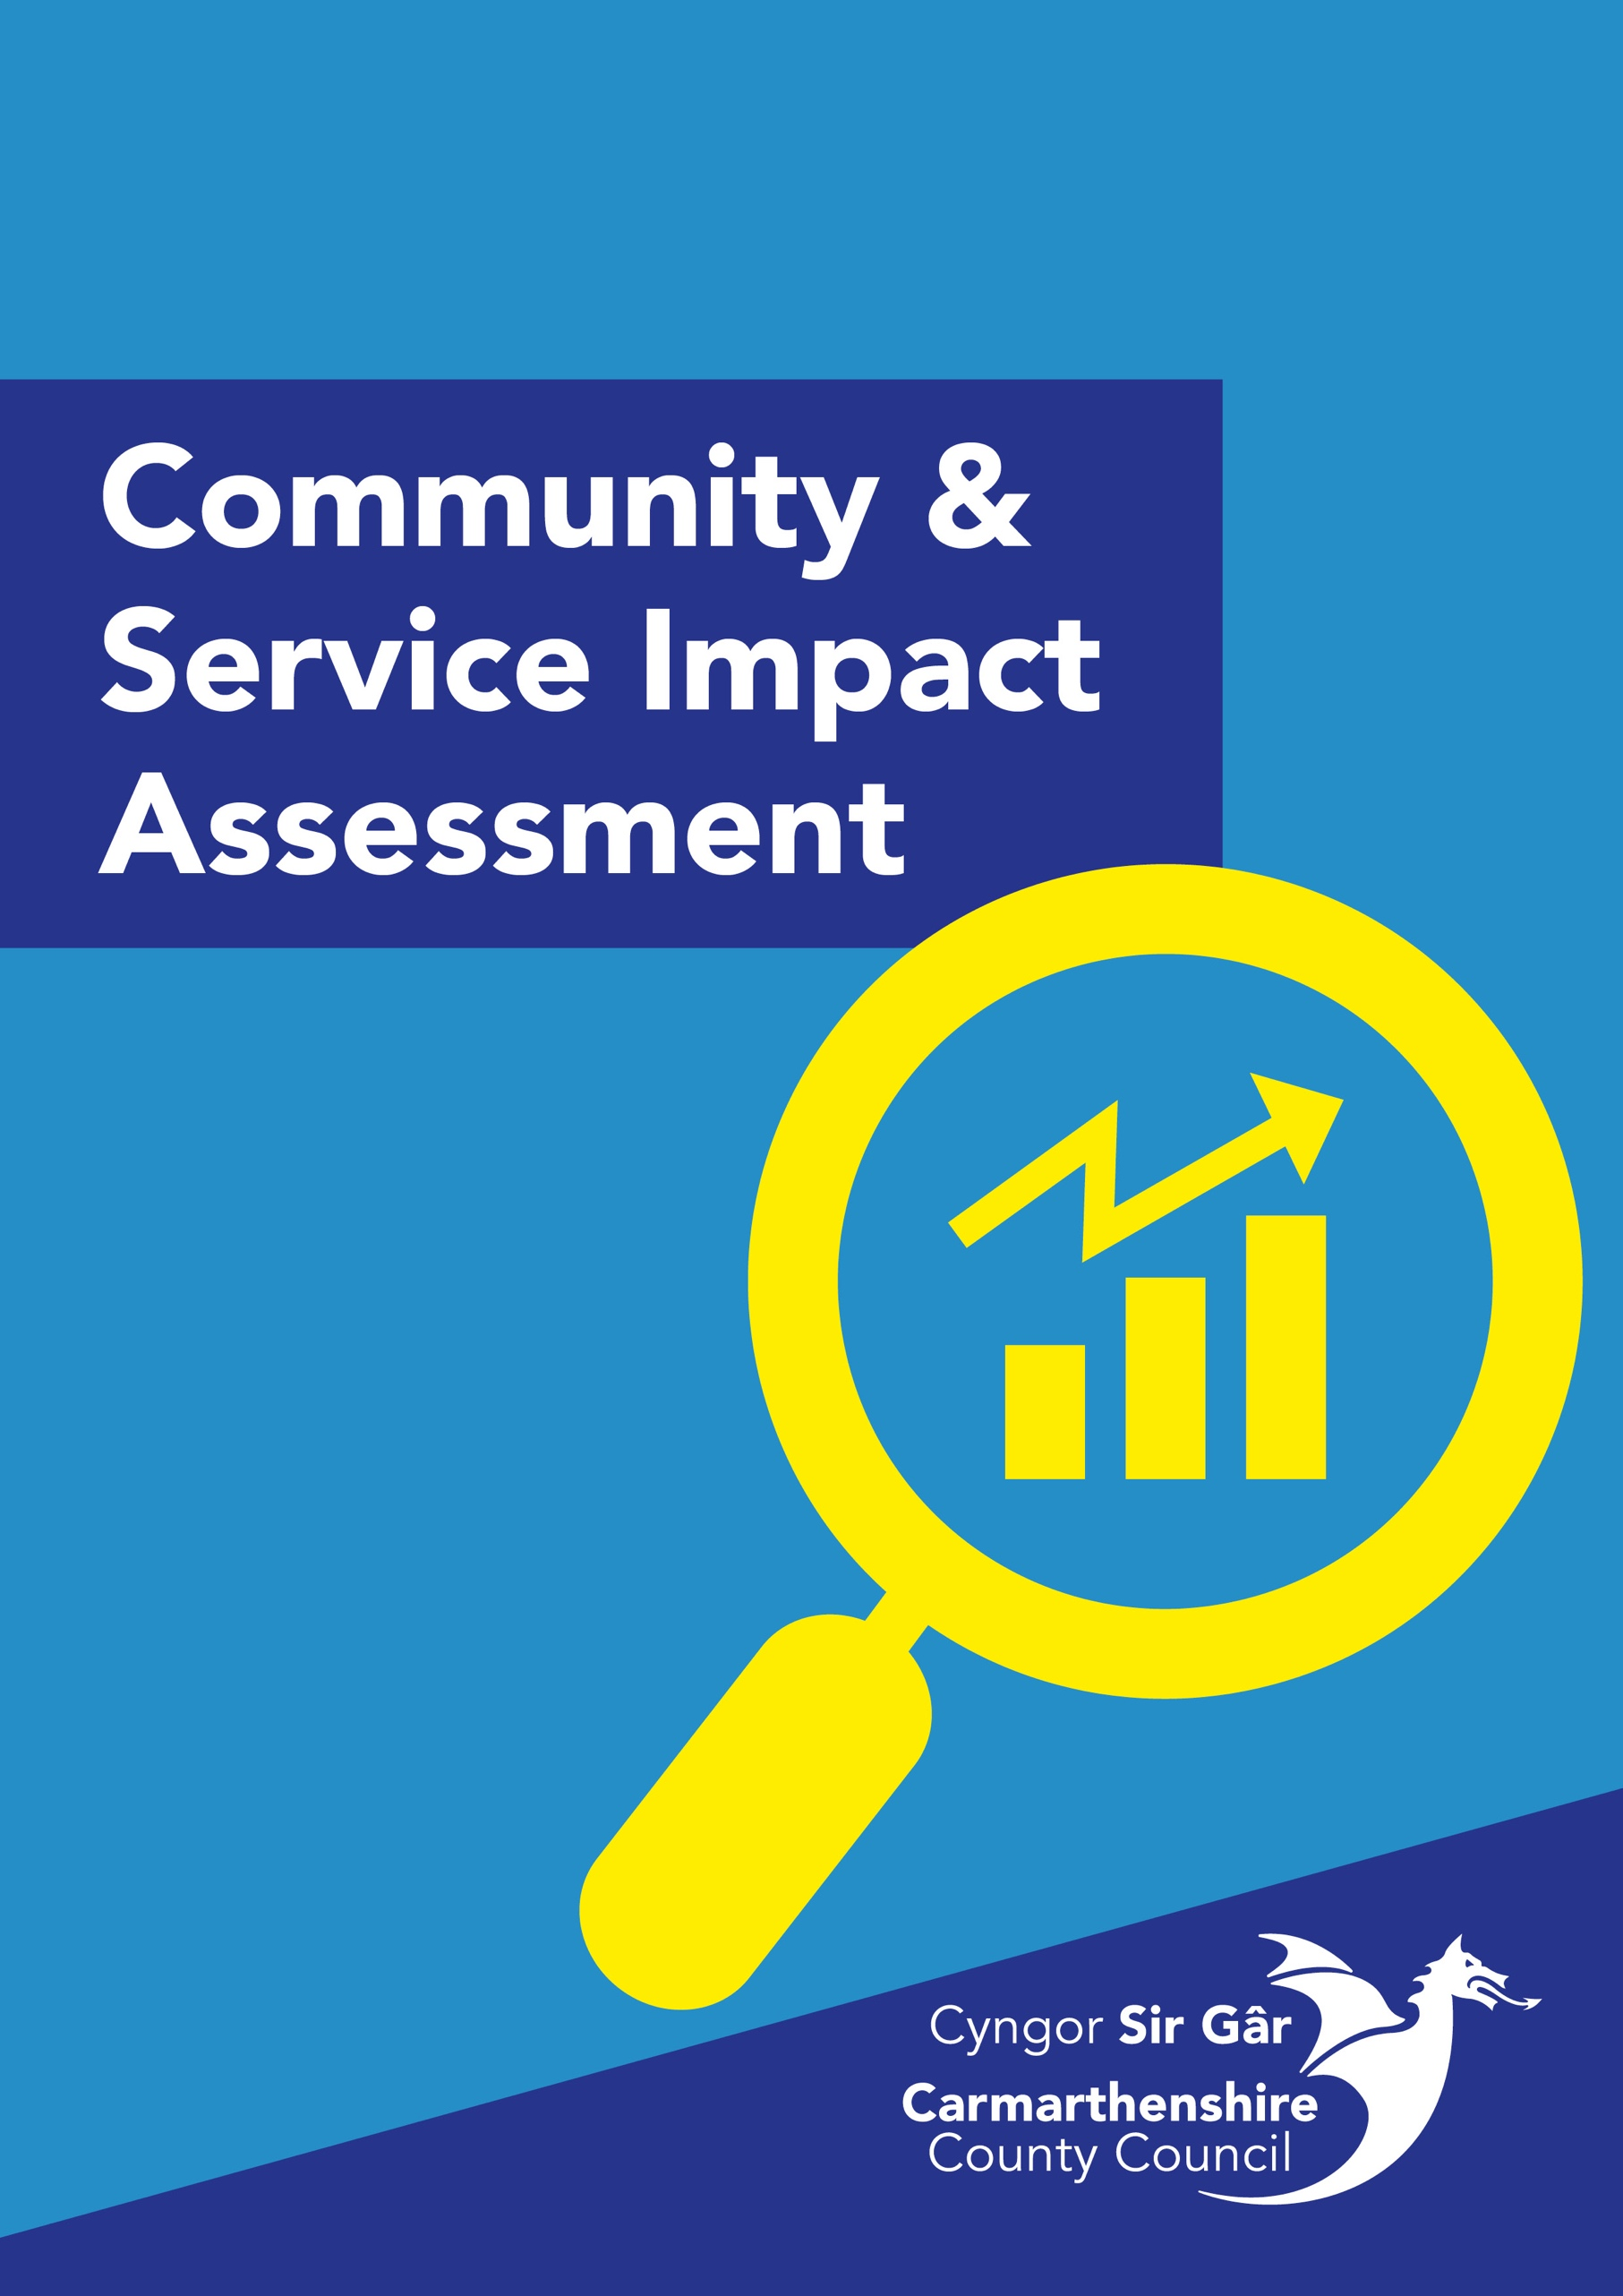 Community &
Service Impact
Assessment
Cyngor Sir Gâr
Carmarthenshire
County Council